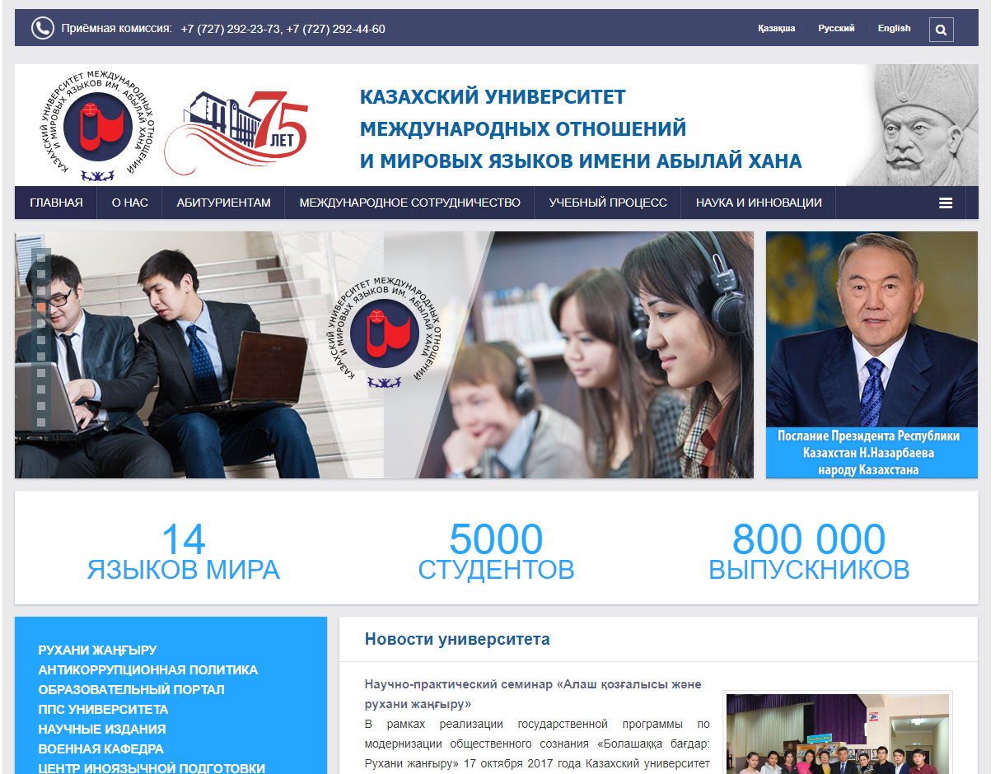 Приёмная комиссия: +7 (727) 292-23-73, +7 (727) 292-44-60
Қазақша Русский English
КАЗАХСКИЙ УНИВЕРСИТЕТ МЕЖДУНАРОДНЫХ ОТНОШЕНИЙ
И МИРОВЫХ ЯЗЫКОВ ИМ. АБЫЛАЙ ХАНА
75
ЛЕТ
КАЗАХСКИЙ УНИВЕРСИТЕТ
МЕЖДУНАРОДНЫХ ОТНОШЕНИЙ
И МИРОВЫХ ЯЗЫКОВ ИМЕНИ АБЫЛАЙ ХАНА
ГЛАВНАЯ О НАС АБИТУРИЕНТАМ МЕЖДУНАРОДНОЕ СОТРУДНИЧЕСТВО УЧЕБНЫЙ ПРОЦЕСС НАУКА И ИННОВАЦИИ
КАЗАХСКИЙ УНИВЕРСИТЕТ МЕЖДУНАРОДНЫХ ОТНОШЕНИЙ
И МИРОВЫХ ЯЗЫКОВ ИМ. АБЫЛАЙ ХАНА
Послание Президента Республики
Казахстан Н.Назарбаева
народу Казахстана
14
ЯЗЫКОВ МИРА
5000
СТУДЕНТОВ
800 000
ВЫПУСКНИКОВ
РУХАНИ ЖАҢҒЫРУ
АНТИКОРРУПЦИОННАЯ ПОЛИТИКА
ОБРАЗОВАТЕЛЬНЫЙ ПОРТАЛ
ППС УНИВЕРСИТЕТА
НАУЧНЫЕ ИЗДАНИЯ
ВОЕННАЯ КАФЕДРА
ЦЕНТР ИНОЯЗЫЧНОЙ ПОДГОТОВКИ
Новости университета
Научно-практический семинар «Алаш қозғалысы және
рухани жаңғыру»
В рамках реализации государственной программы по
модернизации общественного сознания «Болашаққа бағдар:
Рухани жанғыру» 17 октября 2017 года Казахский университет